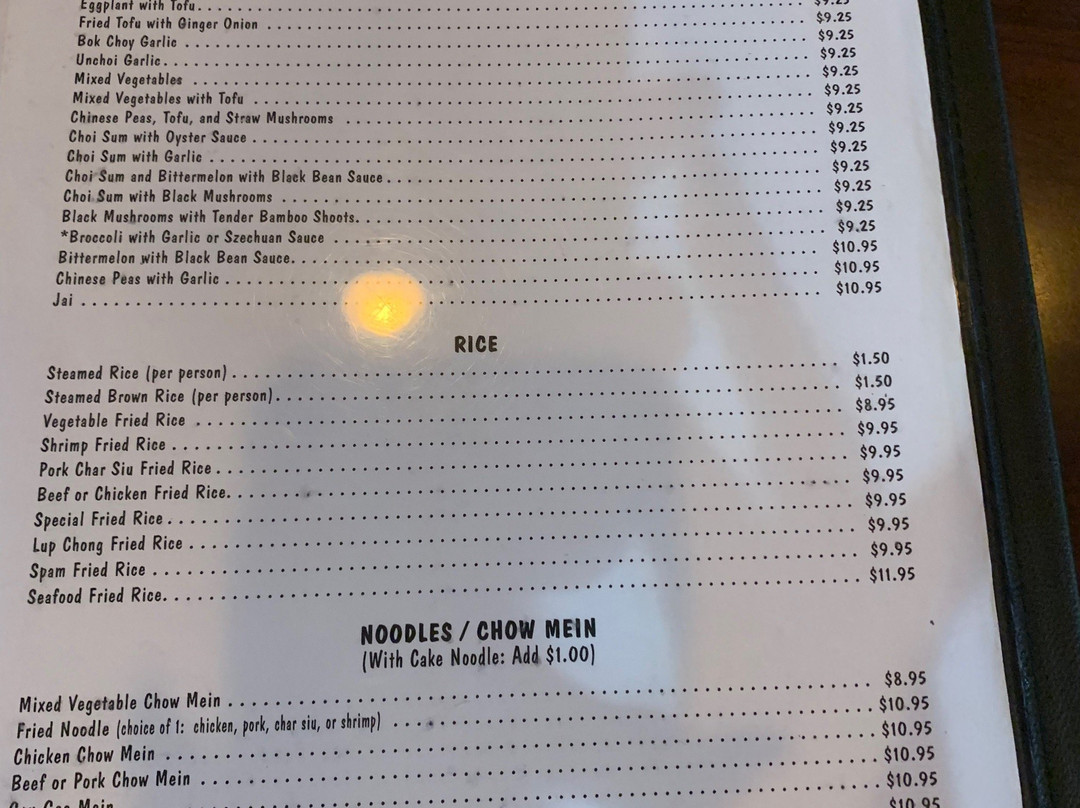 Eggplant with Tofu. . . . . . . . . . $9.25
Fried Tofu with Ginger Onion . . . . . . . . . . $9.25
Bok Choy Garlic . . . . . . . . . . $9.25
Unchoi Garlic. . . . . . . . . . $9.25
Mixed Vegetables . . . . . . . . . . $9.25
Mixed Vegetables with Tofu . . . . . . . . . . $9.25
Chinese Peas, Tofu, and Straw Mushrooms . . . . . . . . . . $9.25
Choi Sum with Oyster Sauce . . . . . . . . . . $9.25
Choi Sum with Garlic . . . . . . . . . . $9.25
Choi Sum and Bittermelon with Black Bean Sauce. . . . . . . . . . $9.25
Choi Sum with Black Mushrooms . . . . . . . . . . $9.25
Black Mushrooms with Tender Bamboo Shoots. . . . . . . . . . $9.25
*Broccoli with Garlic or Szechuan Sauce . . . . . . . . . . $9.25
Bittermelon with Black Bean Sauce. . . . . . . . . . $10.95
Chinese Peas with Garlic . . . . . . . . . . $10.95
Jai . . . . . . . . . . $10.95
RICE
Steamed Rice (per person) . . . . . . . . . . $1.50
Steamed Brown Rice (per person). . . . . . . . . . $1.50
Vegetable Fried Rice . . . . . . . . . . $8.95
Shrimp Fried Rice . . . . . . . . . . $9.95
Pork Char Siu Fried Rice . . . . . . . . . . $9.95
Beef or Chicken Fried Rice. . . . . . . . . . $9.95
Special Fried Rice . . . . . . . . . . $9.95
Lup Chong Fried Rice . . . . . . . . . . $9.95
Spam Fried Rice . . . . . . . . . . $9.95
Seafood Fried Rice. . . . . . . . . . $11.95
NOODLES / CHOW MEIN
(With Cake Noodle: Add $1.00)
Mixed Vegetable Chow Mein . . . . . . . . . . $8.95
Fried Noodle (choice of 1: chicken, pork, char siu, or shrimp) . . . . . . . . . . $10.95
Chicken Chow Mein . . . . . . . . . . $10.95
Beef or Pork Chow Mein . . . . . . . . . . $10.95
Mein $10.95
$10.95